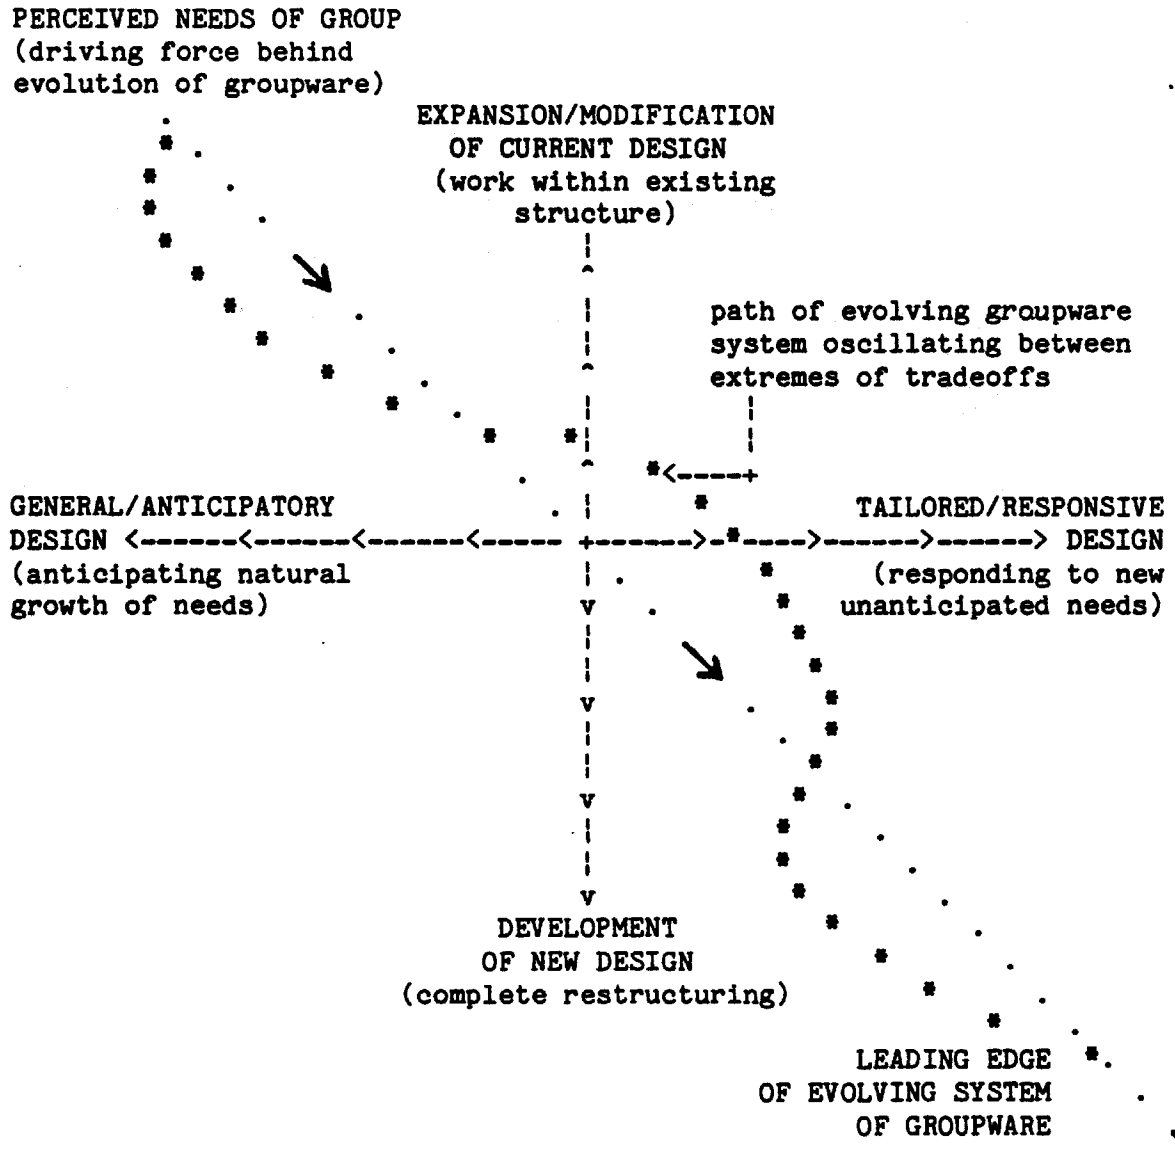 PERCEIVED NEEDS OF GROUP
(driving force behind
evolution of groupware)
EXPANSION/MODIFICATION
OF CURRENT DESIGN
(work within existing
structure)
path of evolving groupware
system oscillating between
extremes of tradeoffs
GENERAL/ANTICIPATORY
DESIGN
(anticipating natural
growth of needs)
TAILORED/RESPONSIVE
DESIGN
(responding to new
unanticipated needs)
DEVELOPMENT
OF NEW DESIGN
(complete restructuring)
LEADING EDGE
OF EVOLVING SYSTEM
OF GROUPWARE